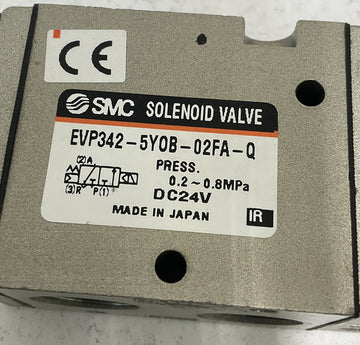 CE
SMC SOLENOID VALVE
EVP342-5YOB-02FA-Q
(2)A
(3)R P(1)
PRESS.
0.2~0.8MPa
DC24V
MADE IN JAPAN
IR